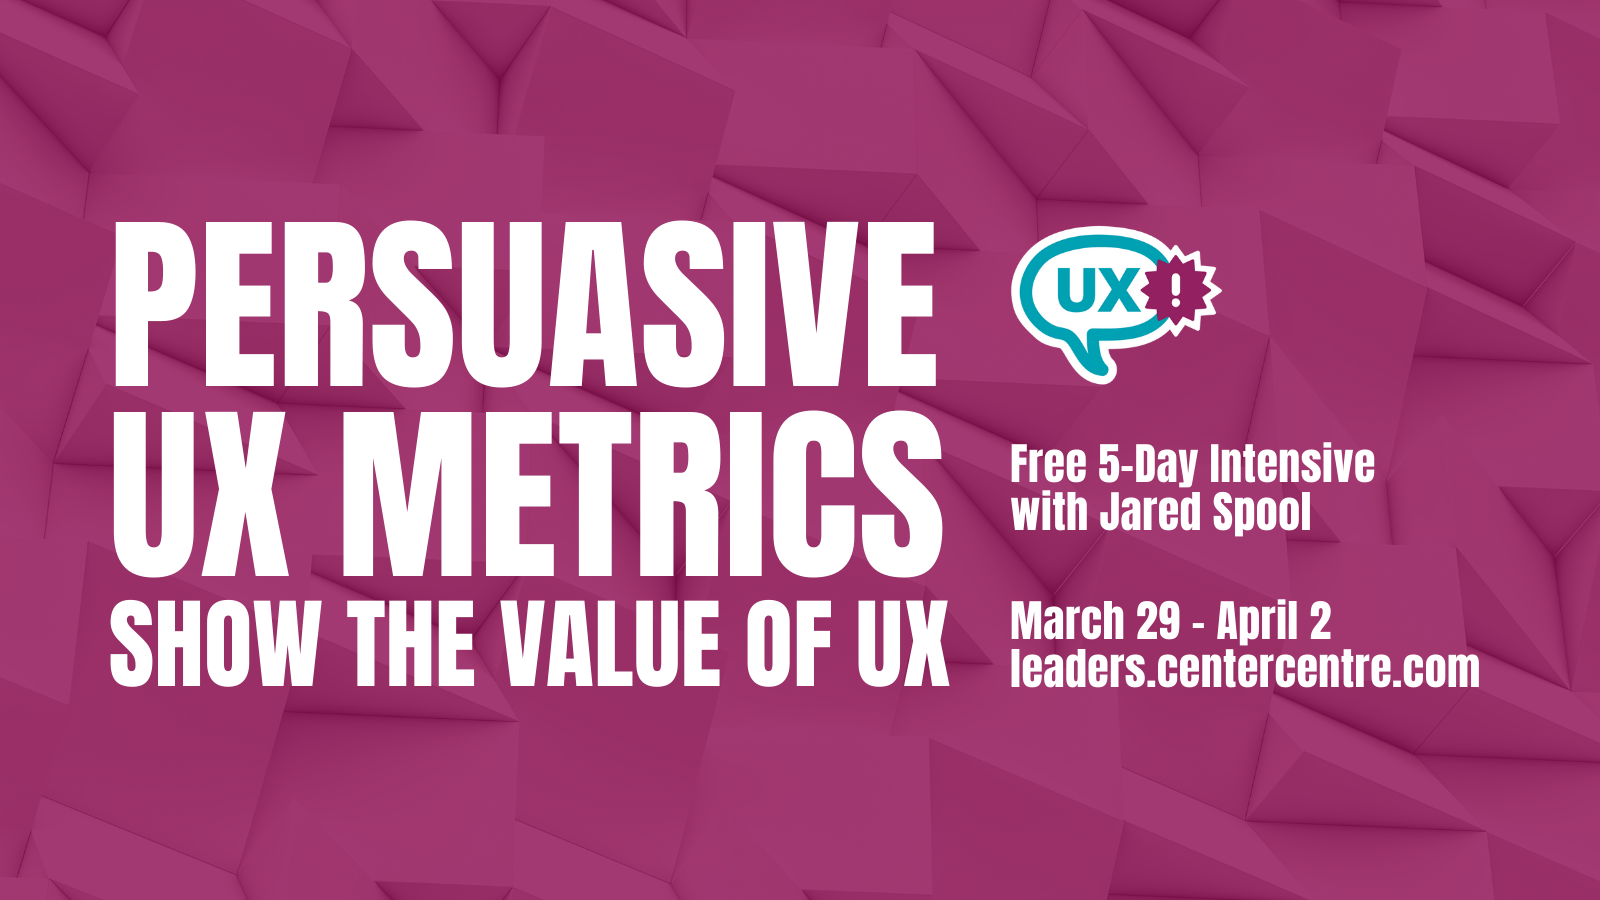 PERSUASIVE
UX METRICS
SHOW THE VALUE OF UX
UX !
Free 5-Day Intensive
with Jared Spool
March 29 - April 2
leaders.centercentre.com